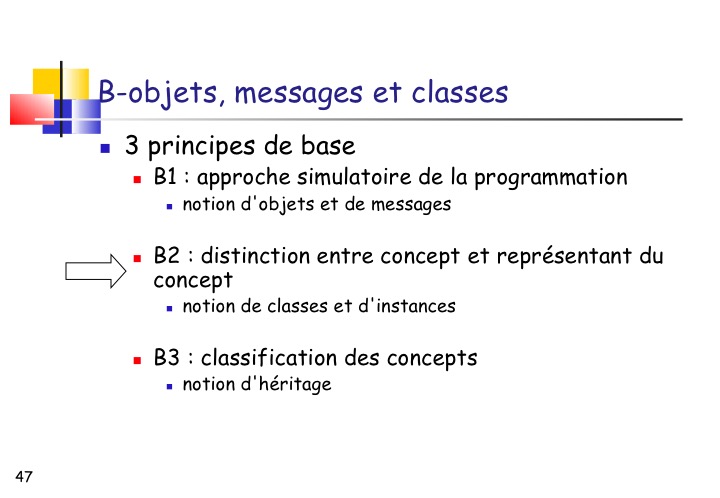 B-objets, messages et classes
3 principes de base
B1 : approche simulatoire de la programmation
notion d'objets et de messages
B2 : distinction entre concept et représentant du
concept
notion de classes et d'instances
B3 : classification des concepts
notion d'héritage
47